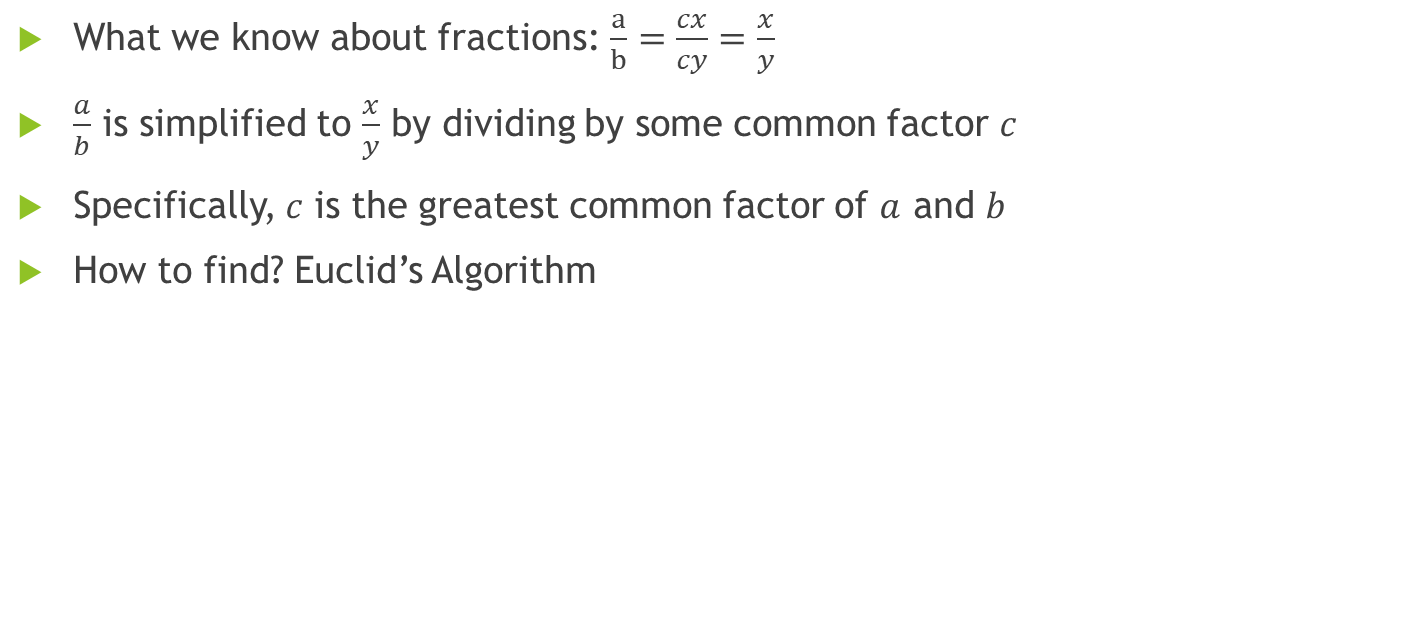 ▶ What we know about fractions: a/b = cx/cy = x/y
▶ a/b is simplified to x/y by dividing by some common factor c
▶ Specifically, c is the greatest common factor of a and b
▶ How to find? Euclid’s Algorithm